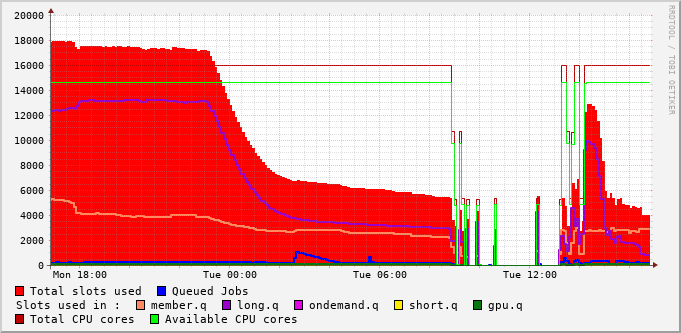 20000
18000
16000
14000
12000
10000
8000
6000
4000
2000
0
Mon 18:00 Tue 00:00 Tue 06:00 Tue 12:00
RRDTOOL / TOBI OETIKER
Total slots used Queued Jobs
Slots used in : member.q long.q ondemand.q short.q gpu.q
Total CPU cores Available CPU cores